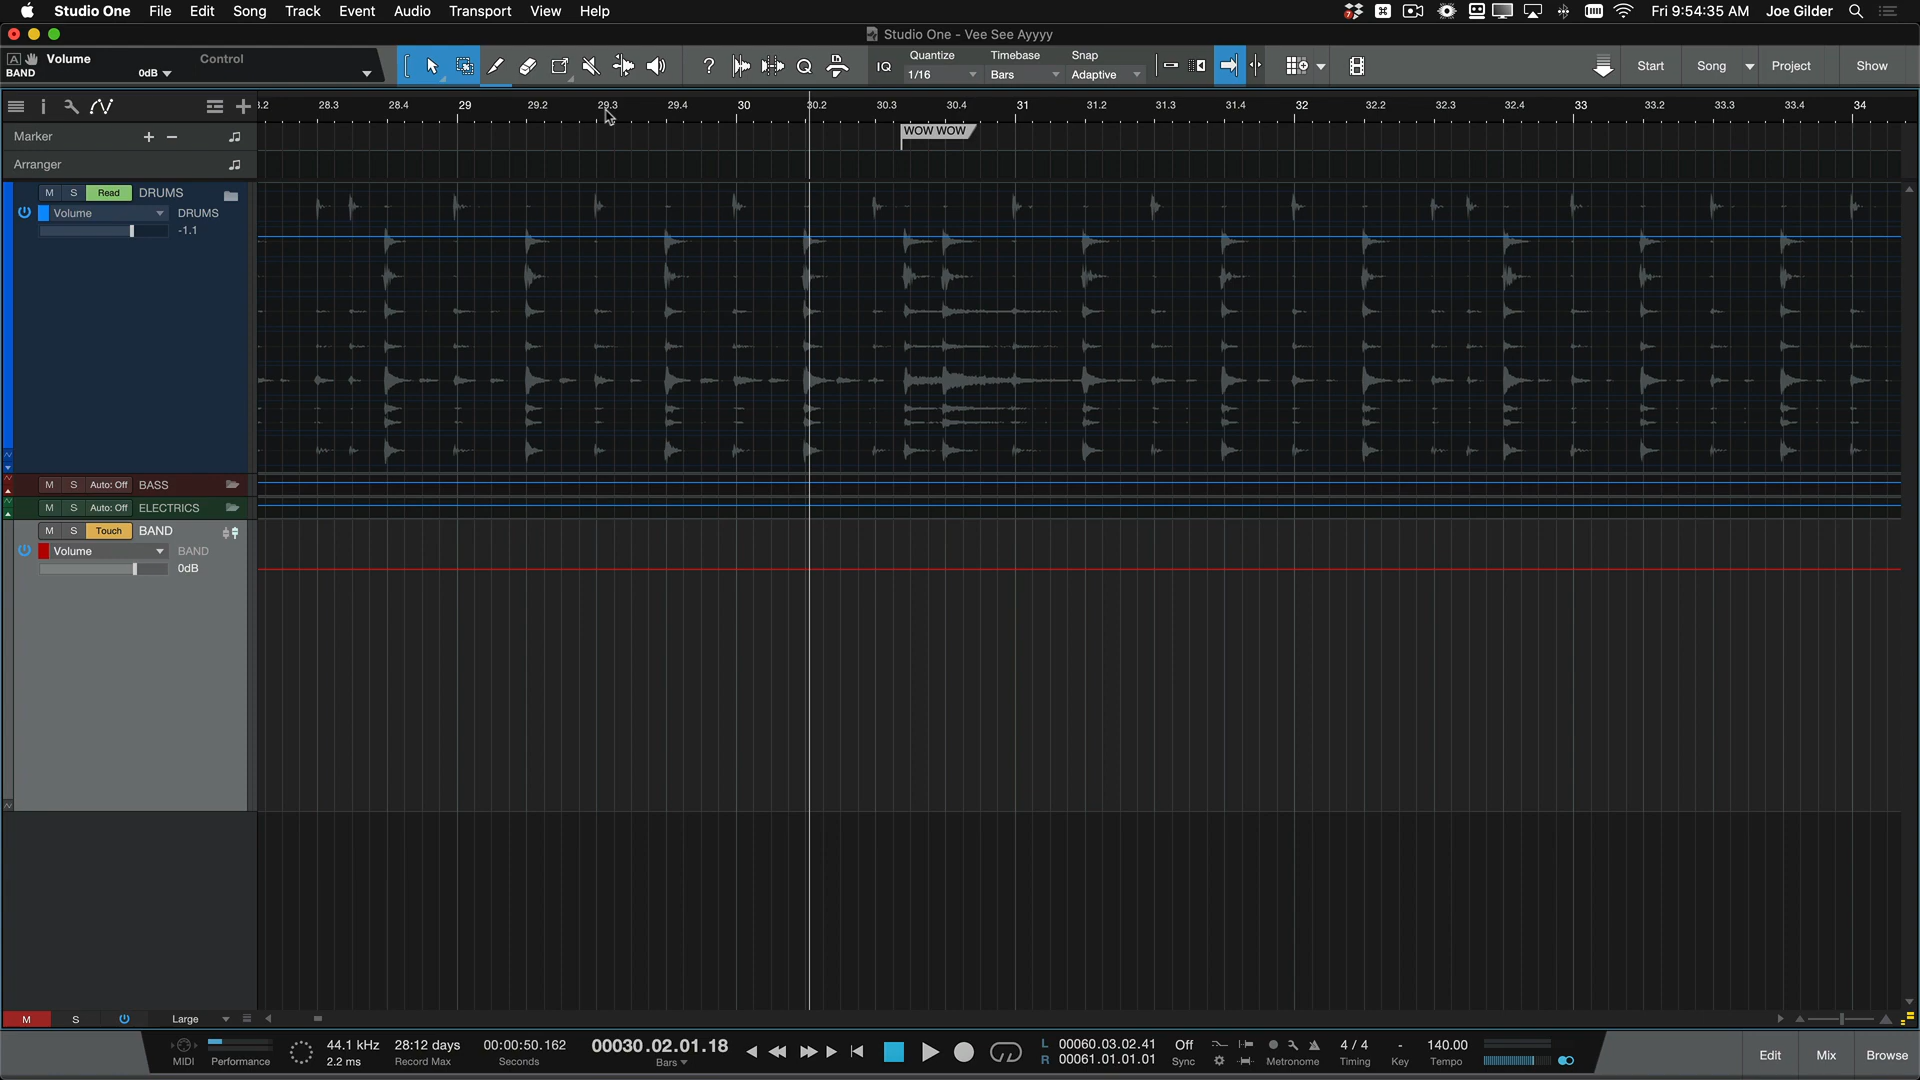 Studio One File Edit Song Track Event Audio Transport View Help Fri 9:54:35 AM Joe Gilder
Studio One - Vee See Ayyyy
Volume Control
BAND 0dB
Quantize Timebase Snap
IQ 1/16 Bars Adaptive
Start Song Project Show
28.3 28.4 29 29.2 29.3 29.4 30 30.2 30.3 30.4 31 31.2 31.3 31.4 32 32.2 32.3 32.4 33 33.2 33.3 33.4 34
Marker
WOW WOW
Arranger
M S Read DRUMS
Volume DRUMS
-1.1
M S Auto: Off BASS
M S Auto: Off ELECTRICS
M S Touch BAND
Volume BAND
0dB
M S Large
MIDI Performance
44.1 kHz
2.2 ms
28:12 days
Record Max
00:00:50.162
Seconds
00030.02.01.18
Bars
L 00060.03.02.41
R 00061.01.01.01
Off
Sync
Metronome
4 / 4
Timing
-
Key
140.00
Tempo
Edit Mix Browse